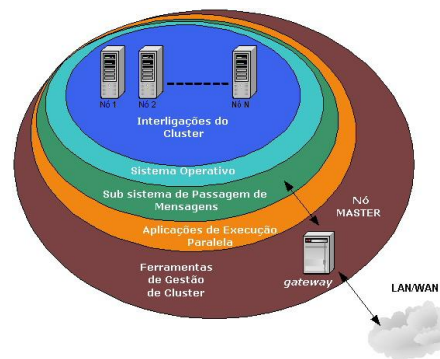 Nó 1
Nó 2
Nó N
Interligações do
Cluster
Sistema Operativo
Sub sistema de Passagem de
Mensagens
Aplicações de Execução
Paralela
Ferramentas
de Gestão
de Cluster
Nó
MASTER
gateway
LAN/WAN